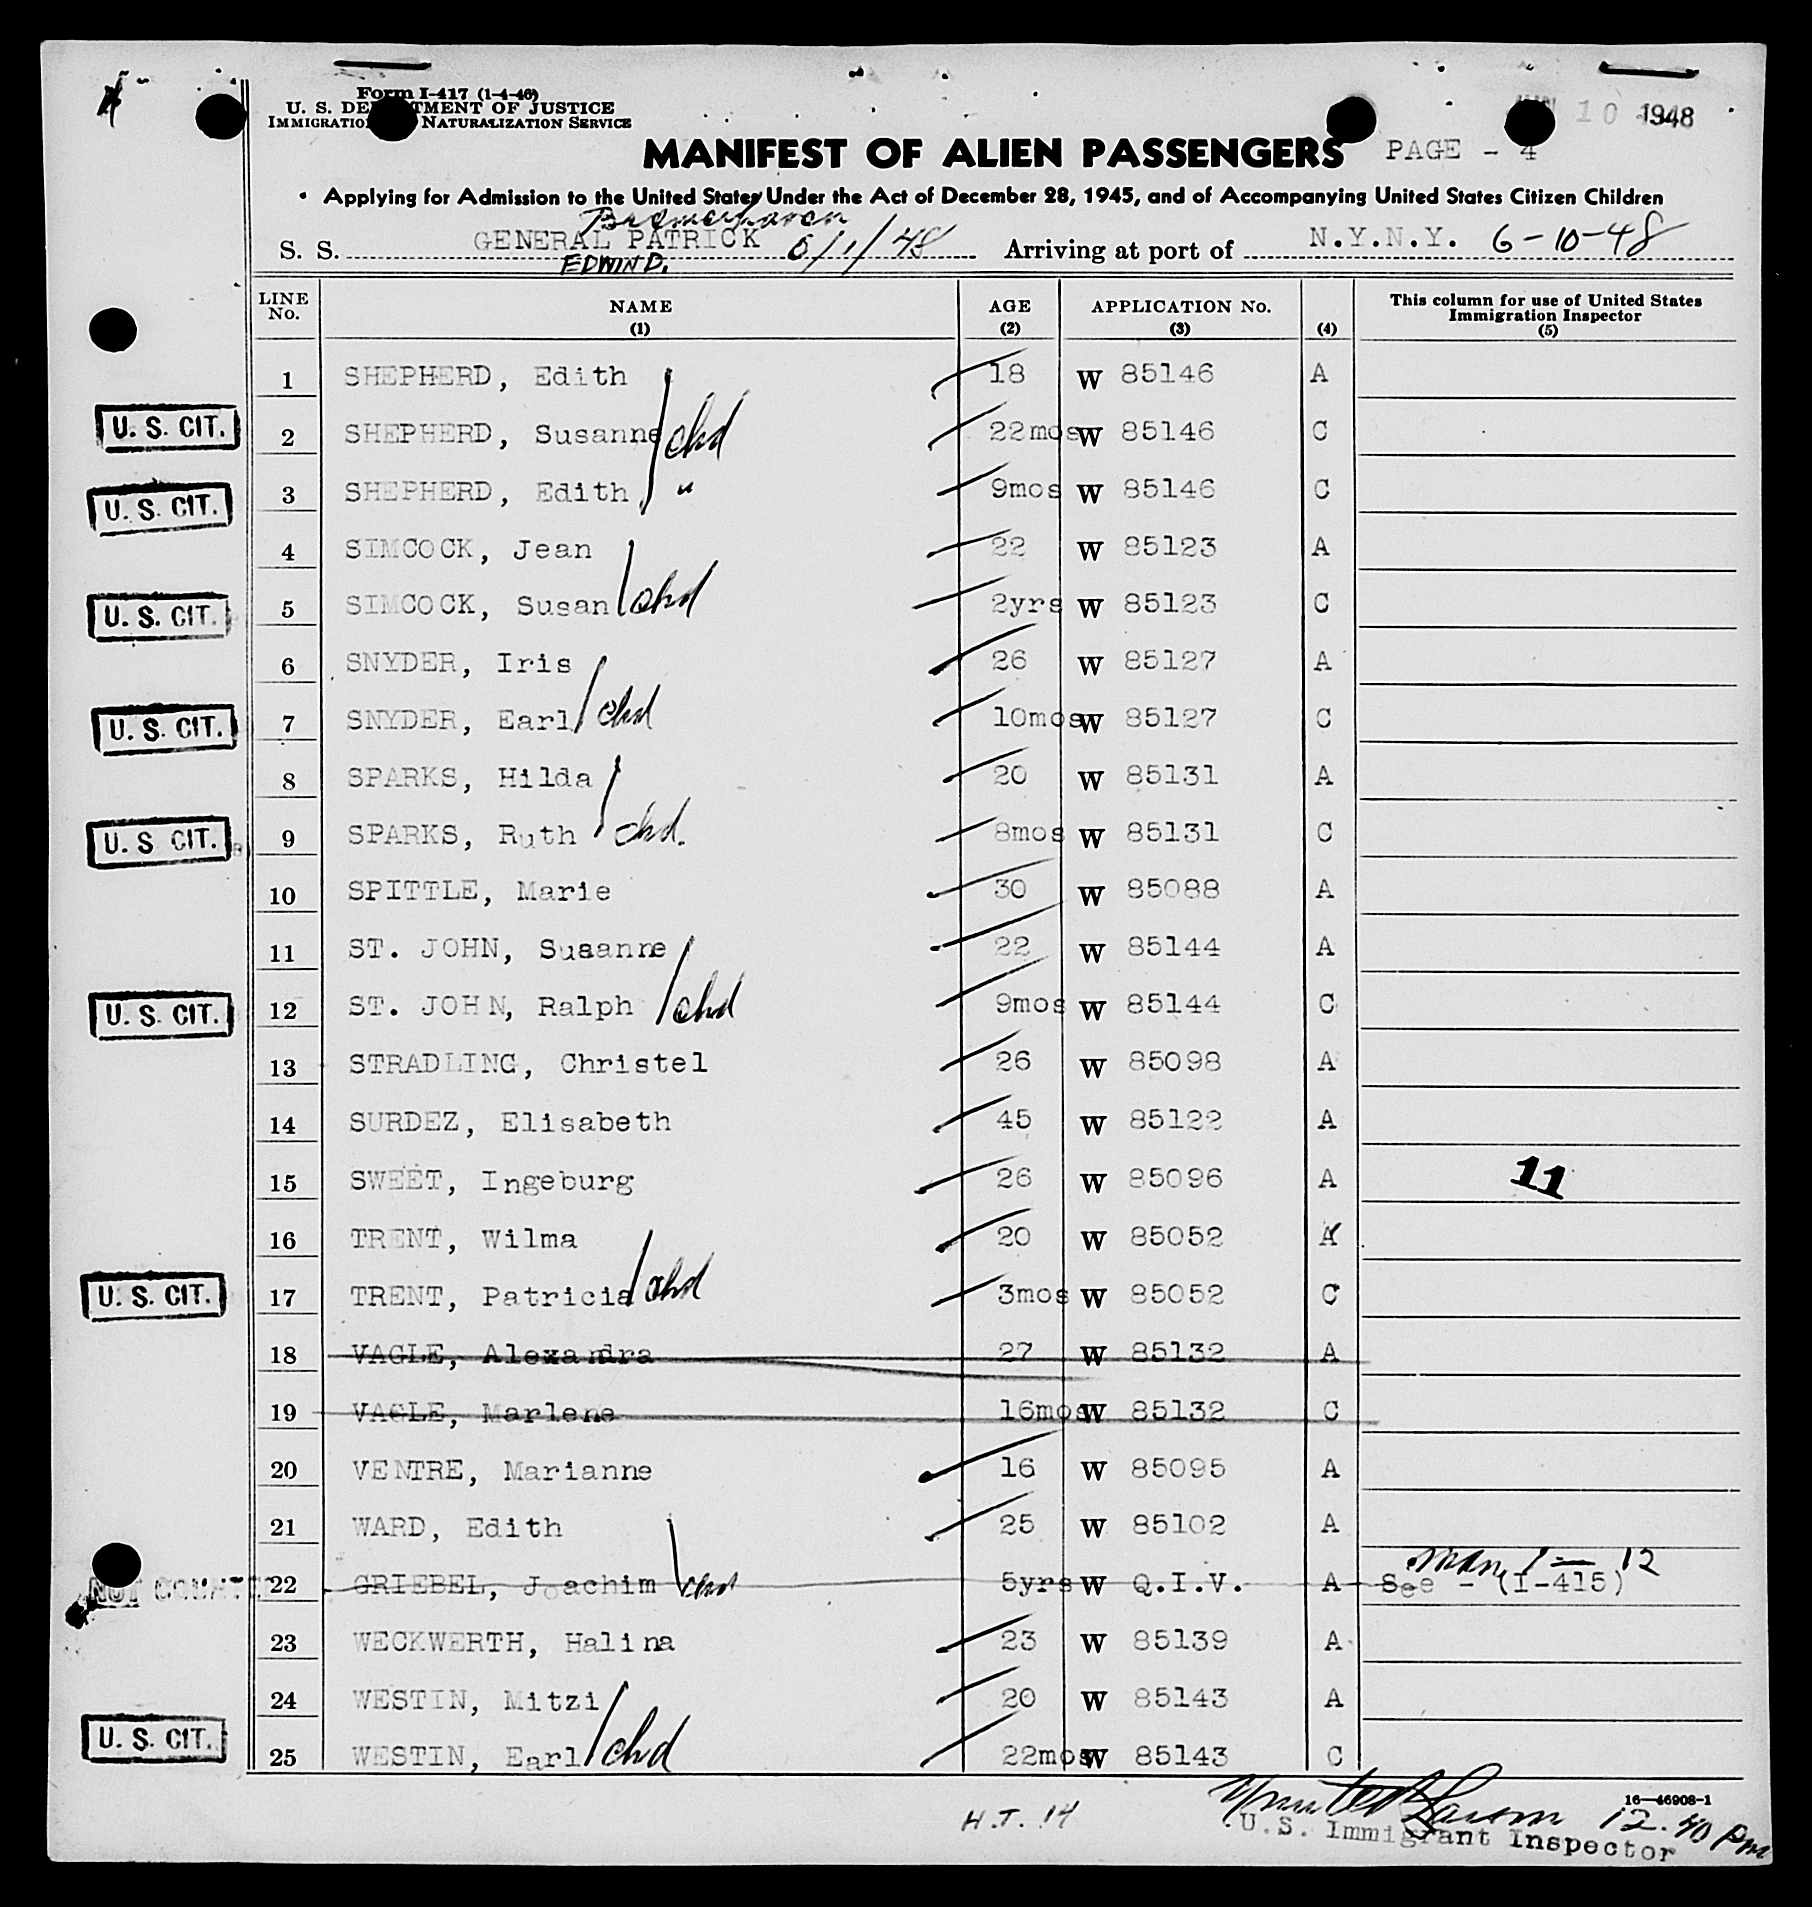 Form I-417 (1-4-46)
U. S. DE TMENT OF JUSTICE
IMMIGRATIO NATURALIZATION SERVICE
10 1948
MANIFEST OF ALIEN PASSENGERS PAGE - 4
Applying for Admission to the United States Under the Act of December 28, 1945, and of Accompanying United States Citizen Children
Bremerhaven
S. S. GENERAL PATRICK 6/1/48 Arriving at port of N.Y.N.Y. 6-10-48
EDWIN D.
LINE No. NAME (1) AGE (2) APPLICATION No. (3) (4) This column for use of United States Immigration Inspector (5)
1 SHEPHERD, Edith 18 W 85146 A
U. S. CIT. 2 SHEPHERD, Susanne chd 22mos W 85146 C
U. S. CIT. 3 SHEPHERD, Edith " 9mos W 85146 C
4 SIMCOCK, Jean 22 W 85123 A
U. S. CIT. 5 SIMCOCK, Susan chd 2yrs W 85123 C
6 SNYDER, Iris 26 W 85127 A
U. S. CIT. 7 SNYDER, Earl chd 10mos W 85127 C
8 SPARKS, Hilda 20 W 85131 A
U. S CIT. 9 SPARKS, Ruth chd. 8mos W 85131 C
10 SPITTLE, Marie 30 W 85088 A
11 ST. JOHN, Susanne 22 W 85144 A
U. S. CIT. 12 ST. JOHN, Ralph chd 9mos W 85144 C
13 STRADLING, Christel 26 W 85098 A
14 SURDEZ, Elisabeth 45 W 85122 A
15 SWEET, Ingeburg 26 W 85096 A 11
16 TRENT, Wilma 20 W 85052 A
U. S. CIT. 17 TRENT, Patricia chd 3mos W 85052 C
18 VAGLE, Alexandra 27 W 85132 A
19 VAGLE, Marlene 16mos W 85132 C
20 VENTRE, Marianne 16 W 85095 A
21 WARD, Edith 25 W 85102 A
man 1 — 12
NOT 22 GRIEBEL, Joachim chd 5yrs W Q.I.V. A See - (I-415)
23 WECKWERTH, Halina 23 W 85139 A
24 WESTIN, Mitzi 20 W 85143 A
U. S. CIT. 25 WESTIN, Earl chd 22mos W 85143 C
16—46908-1
H.T. 14 12.40 Pm
U.S. Immigrant Inspector